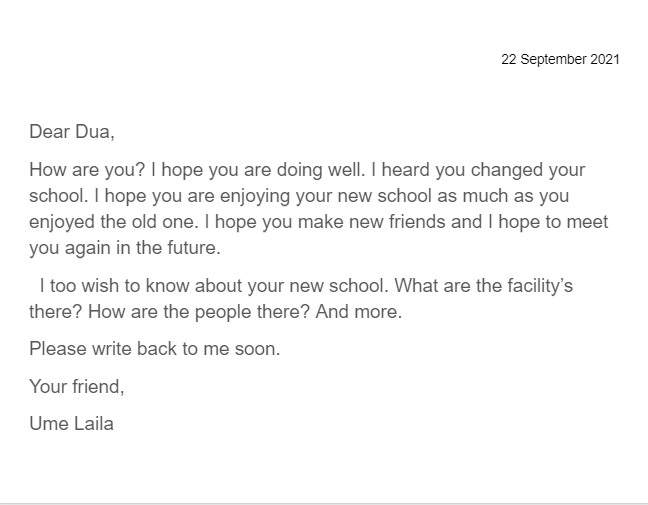 22 September 2021
Dear Dua,
How are you? I hope you are doing well. I heard you changed your
school. I hope you are enjoying your new school as much as you
enjoyed the old one. I hope you make new friends and I hope to meet
you again in the future.
I too wish to know about your new school. What are the facility’s
there? How are the people there? And more.
Please write back to me soon.
Your friend,
Ume Laila